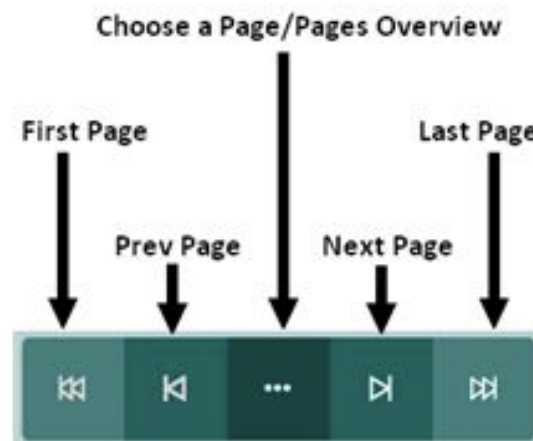 Choose a Page/Pages Overview
First Page
Last Page
Prev Page
Next Page